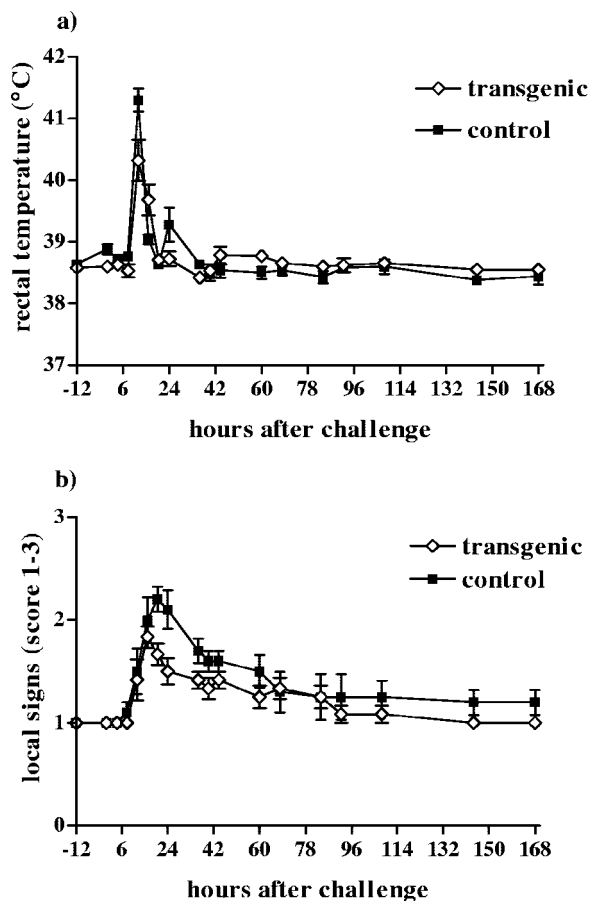 a)
42
41
40
39
38
37
rectal temperature (°C)
transgenic
control
-12 6 24 42 60 78 96 114 132 150 168
hours after challenge
b)
3
2
1
0
local signs (score 1-3)
transgenic
control
-12 6 24 42 60 78 96 114 132 150 168
hours after challenge